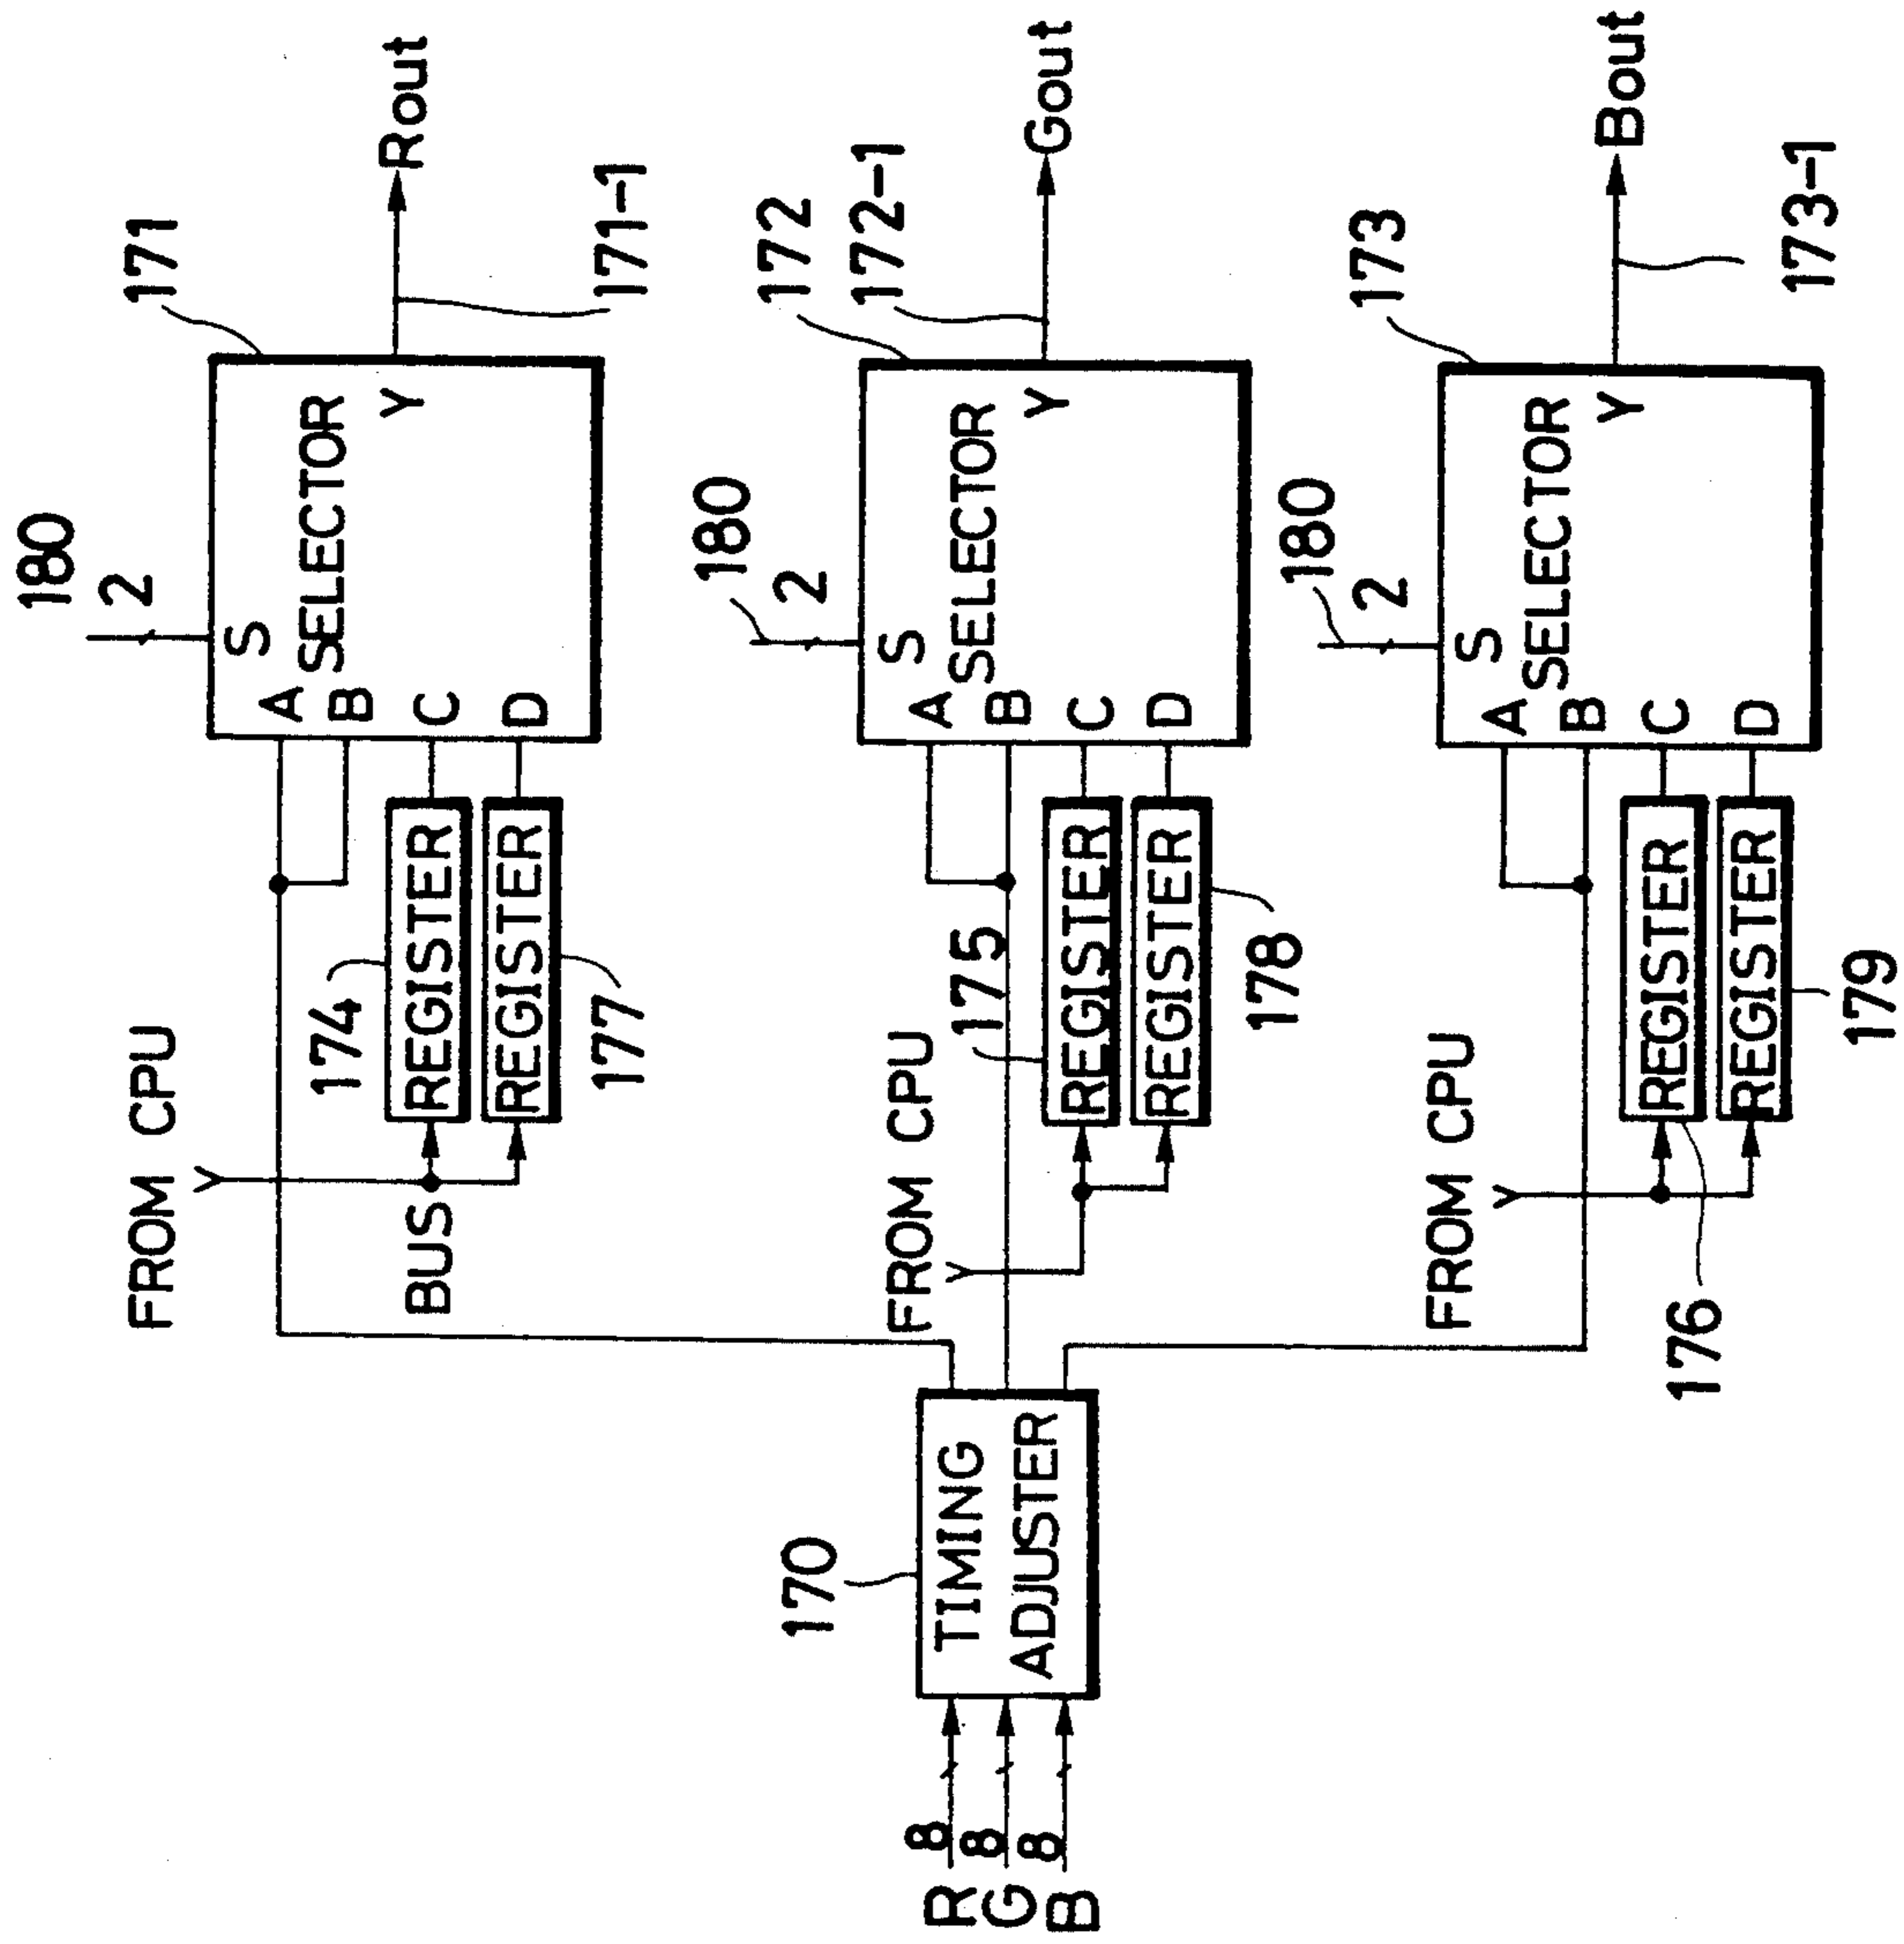 180
2
171
S
SELECTOR
A
B
C
D
Y
Rout
171-1
FROM CPU
BUS
174
REGISTER
REGISTER
177
180
2
172
172-1
S
SELECTOR
A
B
C
D
Y
Gout
FROM CPU
175
REGISTER
REGISTER
178
170
TIMING
ADJUSTER
R 8
G 8
B 8
180
2
173
S
SELECTOR
A
B
C
D
Y
Bout
173-1
FROM CPU
REGISTER
REGISTER
176
179